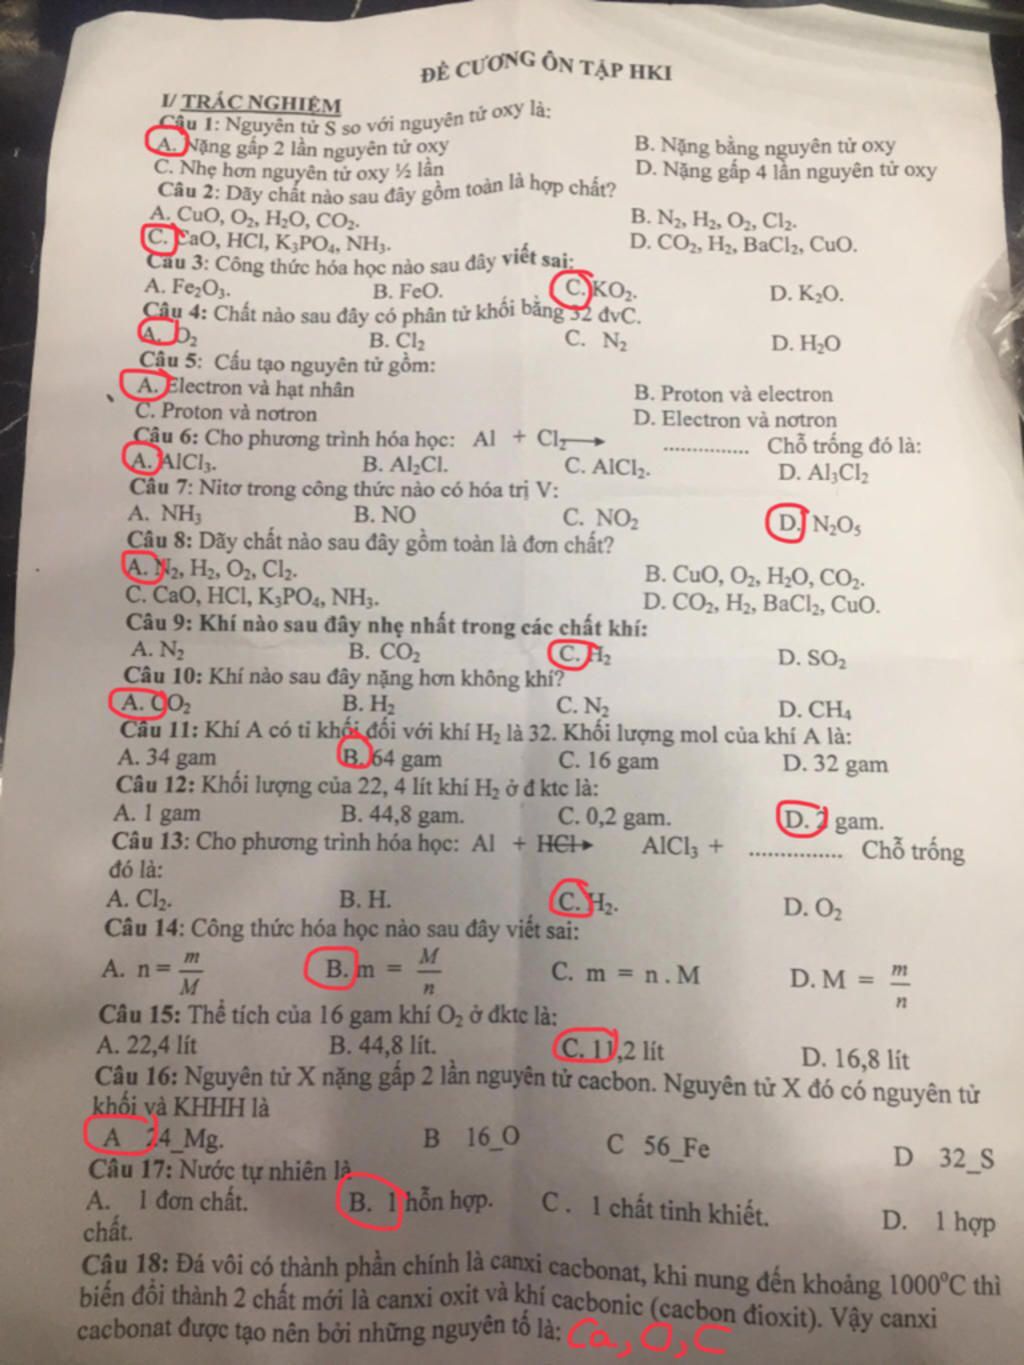 ĐỀ CƯƠNG ÔN TẬP HKI
I/ TRẮC NGHIỆM
Câu 1: Nguyên tử S so với nguyên tử oxy là:
A. Nặng gấp 2 lần nguyên tử oxy B. Nặng bằng nguyên tử oxy
C. Nhẹ hơn nguyên tử oxy ½ lần D. Nặng gấp 4 lần nguyên tử oxy
Câu 2: Dãy chất nào sau đây gồm toàn là hợp chất?
A. CuO, O₂, H₂O, CO₂. B. N₂, H₂, O₂, Cl₂.
C. CaO, HCl, K₃PO₄, NH₃. D. CO₂, H₂, BaCl₂, CuO.
Câu 3: Công thức hóa học nào sau đây viết sai:
A. Fe₂O₃. B. FeO. C. KO₂. D. K₂O.
Câu 4: Chất nào sau đây có phân tử khối bằng 32 đvC.
A. O₂ B. Cl₂ C. N₂ D. H₂O
Câu 5: Cấu tạo nguyên tử gồm:
A. Electron và hạt nhân B. Proton và electron
C. Proton và nơtron D. Electron và nơtron
Câu 6: Cho phương trình hóa học: Al + Cl₂ → ............... Chỗ trống đó là:
A. AlCl₃. B. Al₂Cl. C. AlCl₂. D. Al₃Cl₂
Câu 7: Nitơ trong công thức nào có hóa trị V:
A. NH₃ B. NO C. NO₂ D. N₂O₅
Câu 8: Dãy chất nào sau đây gồm toàn là đơn chất?
A. N₂, H₂, O₂, Cl₂. B. CuO, O₂, H₂O, CO₂.
C. CaO, HCl, K₃PO₄, NH₃. D. CO₂, H₂, BaCl₂, CuO.
Câu 9: Khí nào sau đây nhẹ nhất trong các chất khí:
A. N₂ B. CO₂ C. H₂ D. SO₂
Câu 10: Khí nào sau đây nặng hơn không khí?
A. CO₂ B. H₂ C. N₂ D. CH₄
Câu 11: Khí A có tỉ khối đối với khí H₂ là 32. Khối lượng mol của khí A là:
A. 34 gam B. 64 gam C. 16 gam D. 32 gam
Câu 12: Khối lượng của 22, 4 lít khí H₂ ở đ ktc là:
A. 1 gam B. 44,8 gam. C. 0,2 gam. D. 2 gam.
Câu 13: Cho phương trình hóa học: Al + HCl → AlCl₃ + ............... Chỗ trống
đó là:
A. Cl₂. B. H. C. H₂. D. O₂
Câu 14: Công thức hóa học nào sau đây viết sai:
A. n = m/M B. m = M/n C. m = n . M D. M = m/n
Câu 15: Thể tích của 16 gam khí O₂ ở đktc là:
A. 22,4 lít B. 44,8 lít. C. 11,2 lít D. 16,8 lít
Câu 16: Nguyên tử X nặng gấp 2 lần nguyên tử cacbon. Nguyên tử X đó có nguyên tử
khối và KHHH là
A 24_Mg. B 16_O C 56_Fe D 32_S
Câu 17: Nước tự nhiên là
A. 1 đơn chất. B. 1 hỗn hợp. C . 1 chất tinh khiết. D. 1 hợp
chất.
Câu 18: Đá vôi có thành phần chính là canxi cacbonat, khi nung đến khoảng 1000⁰C thì
biến đổi thành 2 chất mới là canxi oxit và khí cacbonic (cacbon đioxit). Vậy canxi
cacbonat được tạo nên bởi những nguyên tố là: Ca, O, C